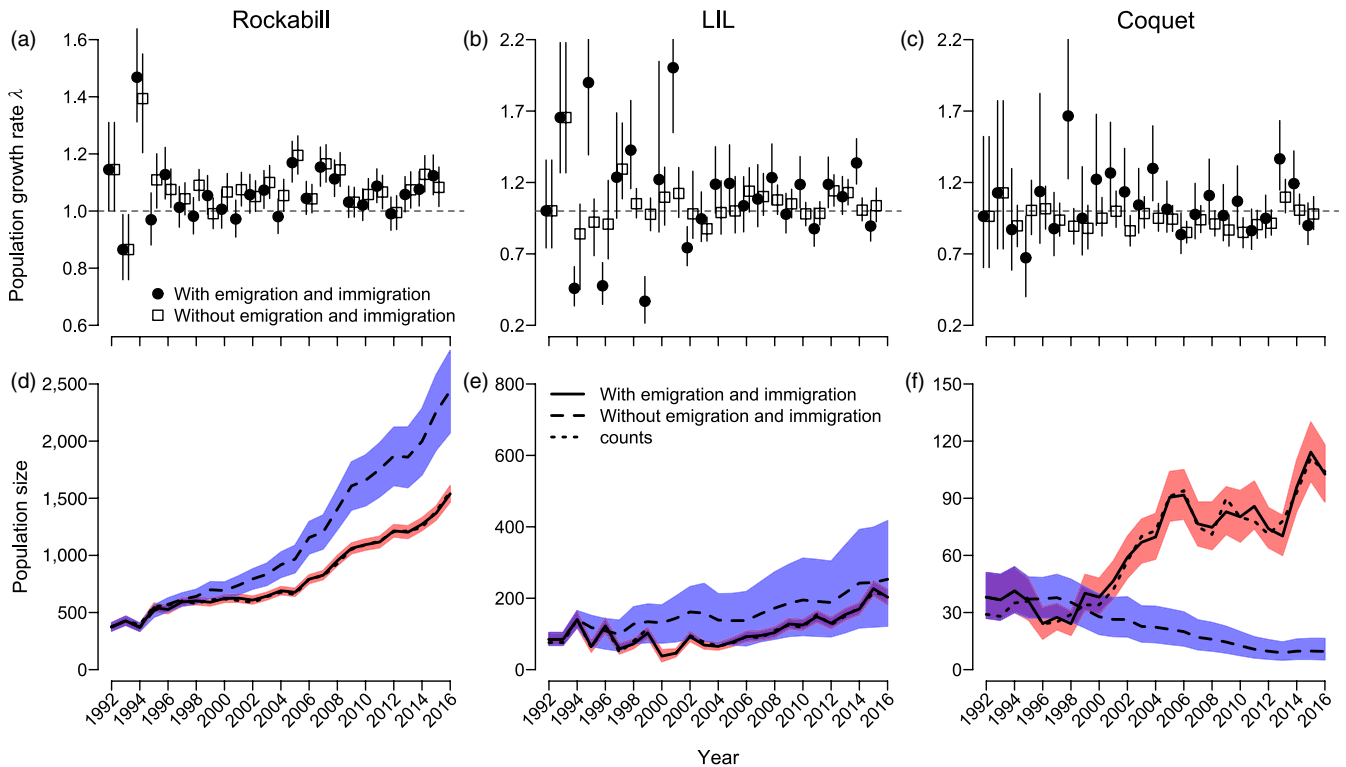 Rockabill
LIL
Coquet
(a)
(b)
(c)
Population growth rate λ
1.6
1.4
1.2
1.0
0.8
0.6
2.2
1.7
1.2
0.7
0.2
2.2
1.7
1.2
0.7
0.2
With emigration and immigration
Without emigration and immigration
(d)
(e)
(f)
Population size
2,500
2,000
1,500
1,000
500
0
800
600
400
200
0
150
120
90
60
30
0
With emigration and immigration
Without emigration and immigration
counts
1992 1994 1996 1998 2000 2002 2004 2006 2008 2010 2012 2014 2016
1992 1994 1996 1998 2000 2002 2004 2006 2008 2010 2012 2014 2016
1992 1994 1996 1998 2000 2002 2004 2006 2008 2010 2012 2014 2016
Year